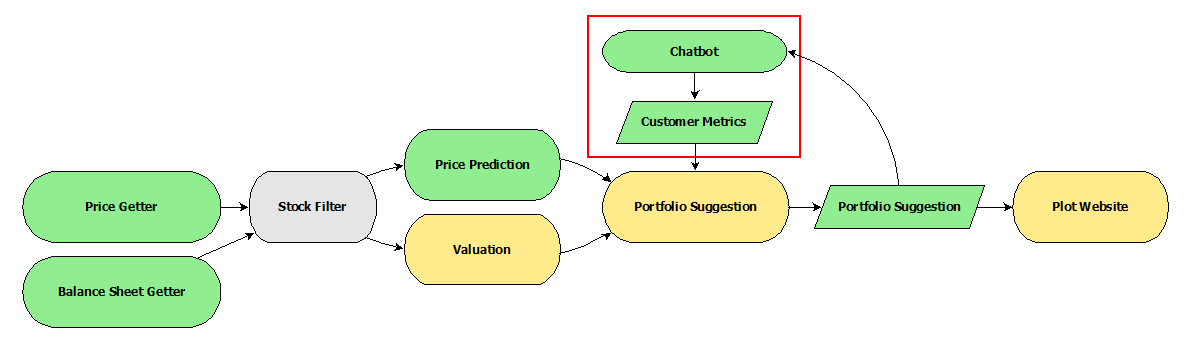 Chatbot
Customer Metrics
Price Prediction
Price Getter
Stock Filter
Portfolio Suggestion
Portfolio Suggestion
Plot Website
Valuation
Balance Sheet Getter